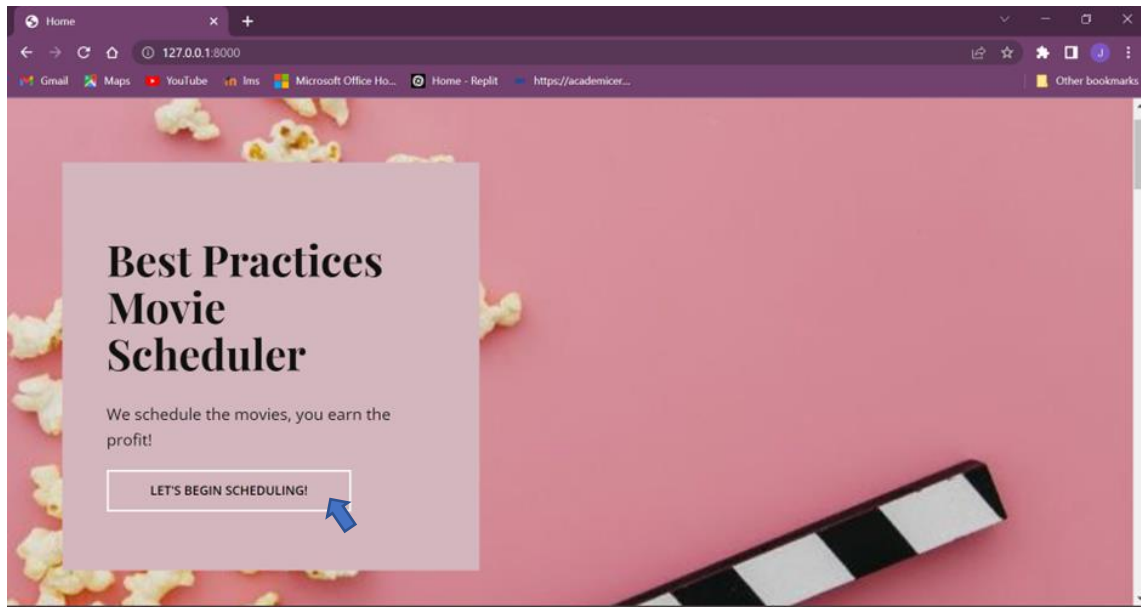 Home
127.0.0.1:8000
J
Gmail Maps YouTube lms Microsoft Office Ho... Home - Replit https://academicer... Other bookmarks
Best Practices
Movie
Scheduler
We schedule the movies, you earn the
profit!
LET'S BEGIN SCHEDULING!